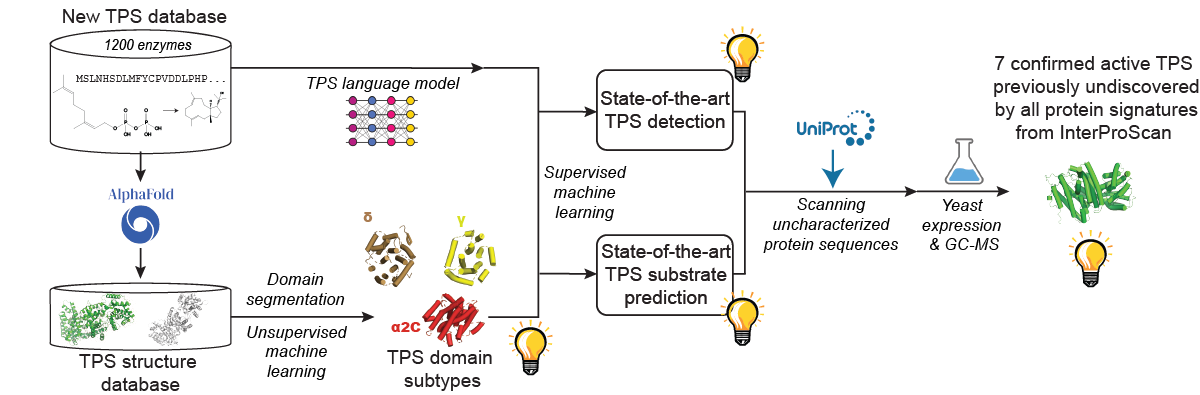 New TPS database
1200 enzymes
MSLNHSDLMFYCPVDDLPHP...
O
O
O
P
O
P
OH
OH
OH
H
AlphaFold
TPS structure
database
TPS language model
Domain
segmentation
Unsupervised
machine
learning
δ
γ
α2C
TPS domain
subtypes
Supervised
machine
learning
State-of-the-art
TPS detection
State-of-the-art
TPS substrate
prediction
UniProt
Scanning
uncharacterized
protein sequences
Yeast
expression
& GC-MS
7 confirmed active TPS
previously undiscovered
by all protein signatures
from InterProScan